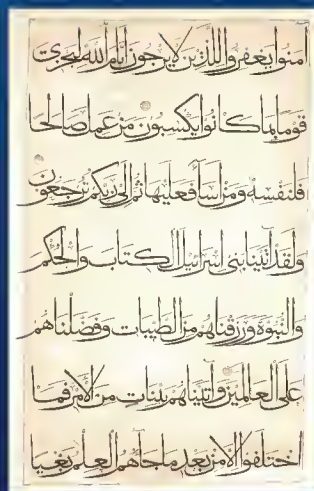 آمنوا يغفروا للذين لا يرجون أيام الله ليجزي
قوما بما كانوا يكسبون من عمل صالحا
فلنفسه ومن أسا فعليها ثم إلى ربكم ترجعون
ولقد آتينا بني إسرائيل الكتاب والحكم
والنبوة ورزقناهم من الطيبات وفضلناهم
على العالمين وآتيناهم بينات من الأمر فما
اختلفوا إلا من بعد ما جاهم العلم بغيا